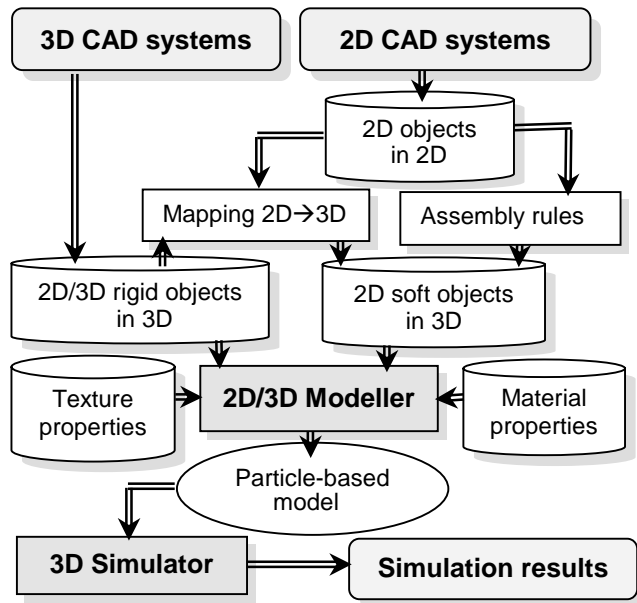 3D CAD systems
2D CAD systems
2D objects
in 2D
Mapping 2D→3D
Assembly rules
2D/3D rigid objects
in 3D
2D soft objects
in 3D
Texture
properties
2D/3D Modeller
Material
properties
Particle-based
model
3D Simulator
Simulation results